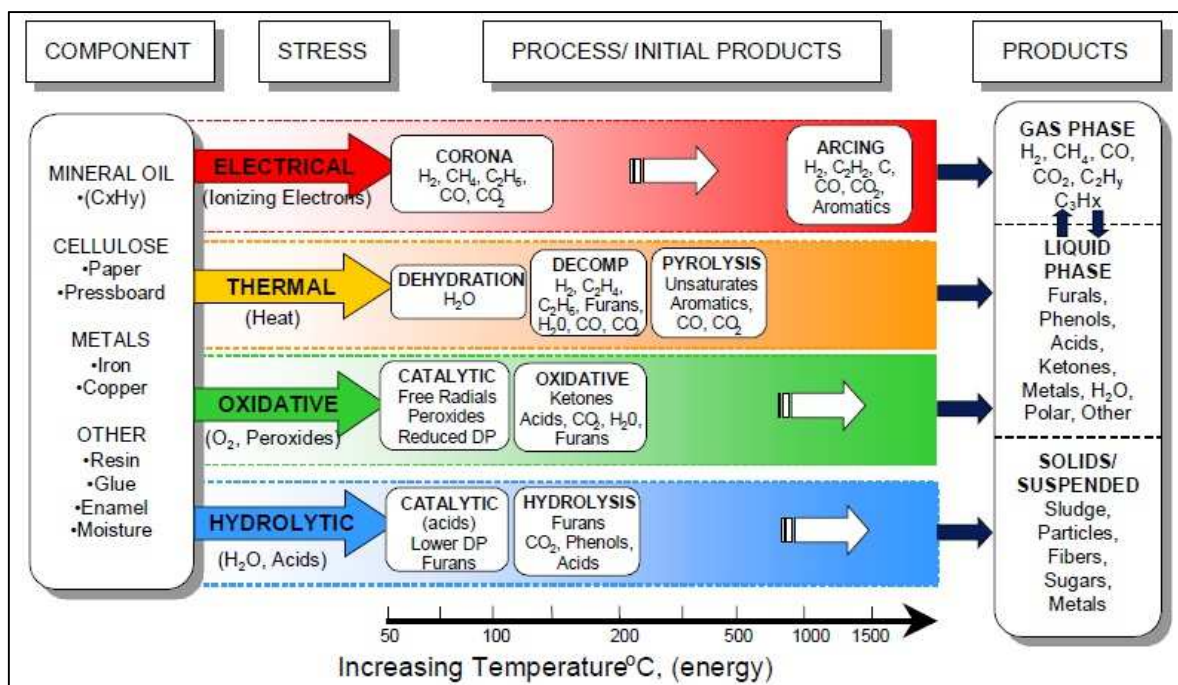 COMPONENT
STRESS
PROCESS/ INITIAL PRODUCTS
PRODUCTS
MINERAL OIL
•(CxHy)
CELLULOSE
•Paper
•Pressboard
METALS
•Iron
•Copper
OTHER
•Resin
•Glue
•Enamel
•Moisture
ELECTRICAL
(Ionizing Electrons)
CORONA
H₂, CH₄, C₂H₆,
CO, CO₂
ARCING
H₂, C₂H₂, C,
CO, CO₂,
Aromatics
THERMAL
(Heat)
DEHYDRATION
H₂O
DECOMP
H₂, C₂H₄,
C₂H₆, Furans,
H₂0, CO, CO₂
PYROLYSIS
Unsaturates
Aromatics,
CO, CO₂
OXIDATIVE
(O₂, Peroxides)
CATALYTIC
Free Radials
Peroxides
Reduced DP
OXIDATIVE
Ketones
Acids, CO₂, H₂0,
Furans
HYDROLYTIC
(H₂O, Acids)
CATALYTIC
(acids)
Lower DP
Furans
HYDROLYSIS
Furans
CO₂, Phenols,
Acids
GAS PHASE
H₂, CH₄, CO,
CO₂, C₂Hy
C₃Hx
LIQUID
PHASE
Furals,
Phenols,
Acids,
Ketones,
Metals, H₂O,
Polar, Other
SOLIDS/
SUSPENDED
Sludge,
Particles,
Fibers,
Sugars,
Metals
50 100 200 500 1000 1500
Increasing Temperature°C, (energy)